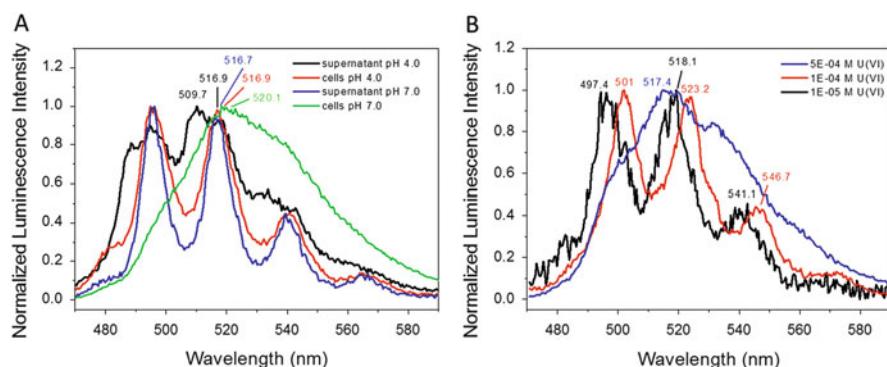 A
B
Normalized Luminescence Intensity
1.2
1.0
0.8
0.6
0.4
0.2
0.0
516.7
516.9
516.9
509.7
520.1
supernatant pH 4.0
cells pH 4.0
supernatant pH 7.0
cells pH 7.0
480 500 520 540 560 580
Wavelength (nm)
Normalized Luminescence Intensity
1.2
1.0
0.8
0.6
0.4
0.2
0.0
518.1
497.4
501
517.4
523.2
546.7
541.1
5E-04 M U(VI)
1E-04 M U(VI)
1E-05 M U(VI)
480 500 520 540 560 580
Wavelength (nm)